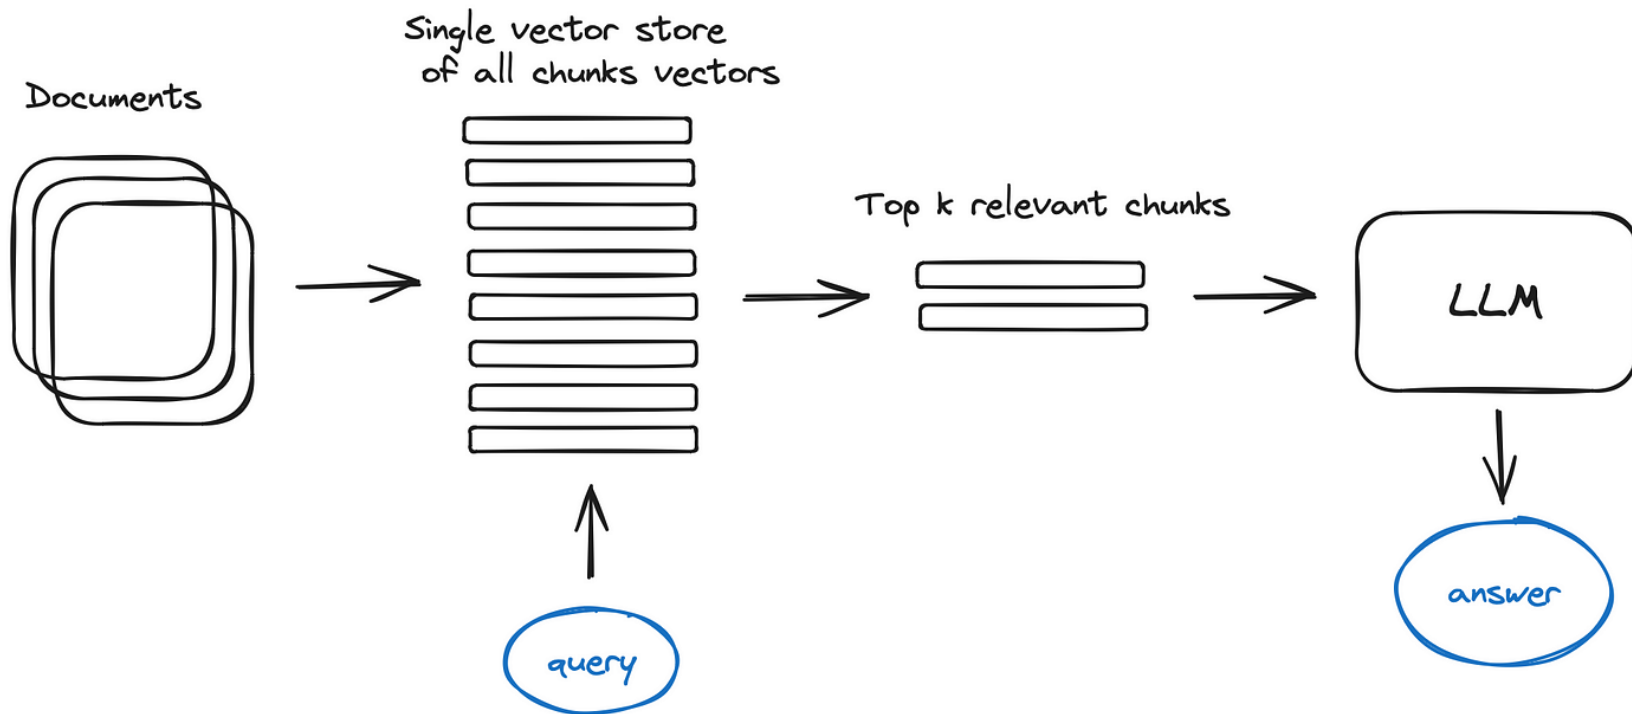 Single vector store
of all chunks vectors
Documents
Top k relevant chunks
LLM
answer
query